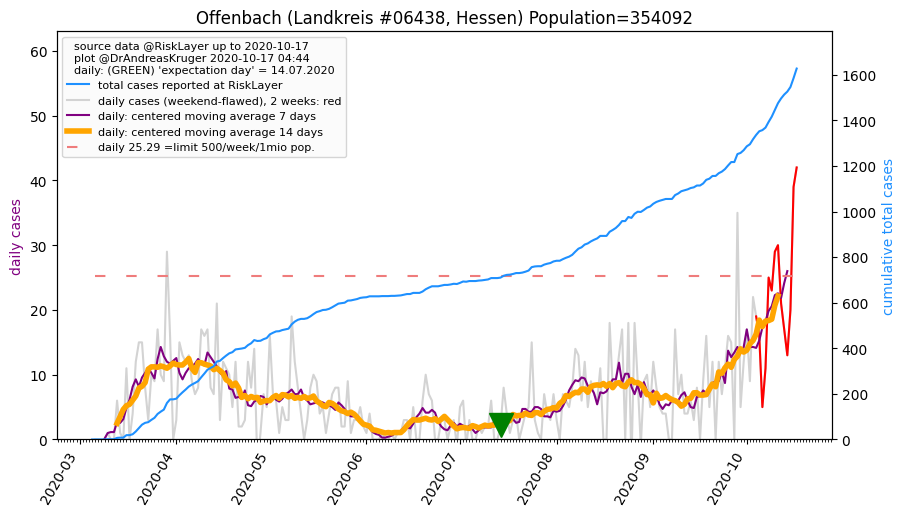 Offenbach (Landkreis #06438, Hessen) Population=354092
source data @RiskLayer up to 2020-10-17
plot @DrAndreasKruger 2020-10-17 04:44
daily: (GREEN) 'expectation day' = 14.07.2020
total cases reported at RiskLayer
daily cases (weekend-flawed), 2 weeks: red
daily: centered moving average 7 days
daily: centered moving average 14 days
daily 25.29 =limit 500/week/1mio pop.
daily cases
60
50
40
30
20
10
0
1600
1400
1200
1000
800
600
400
200
0
cumulative total cases
2020-03
2020-04
2020-05
2020-06
2020-07
2020-08
2020-09
2020-10